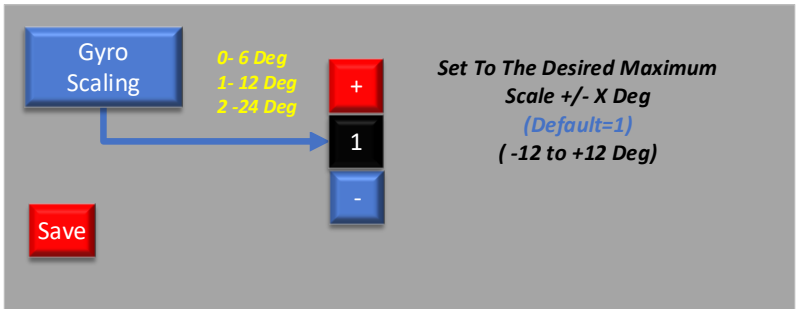 Gyro
Scaling
0- 6 Deg
1- 12 Deg
2 -24 Deg
+
1
-
Set To The Desired Maximum
Scale +/- X Deg
(Default=1)
( -12 to +12 Deg)
Save